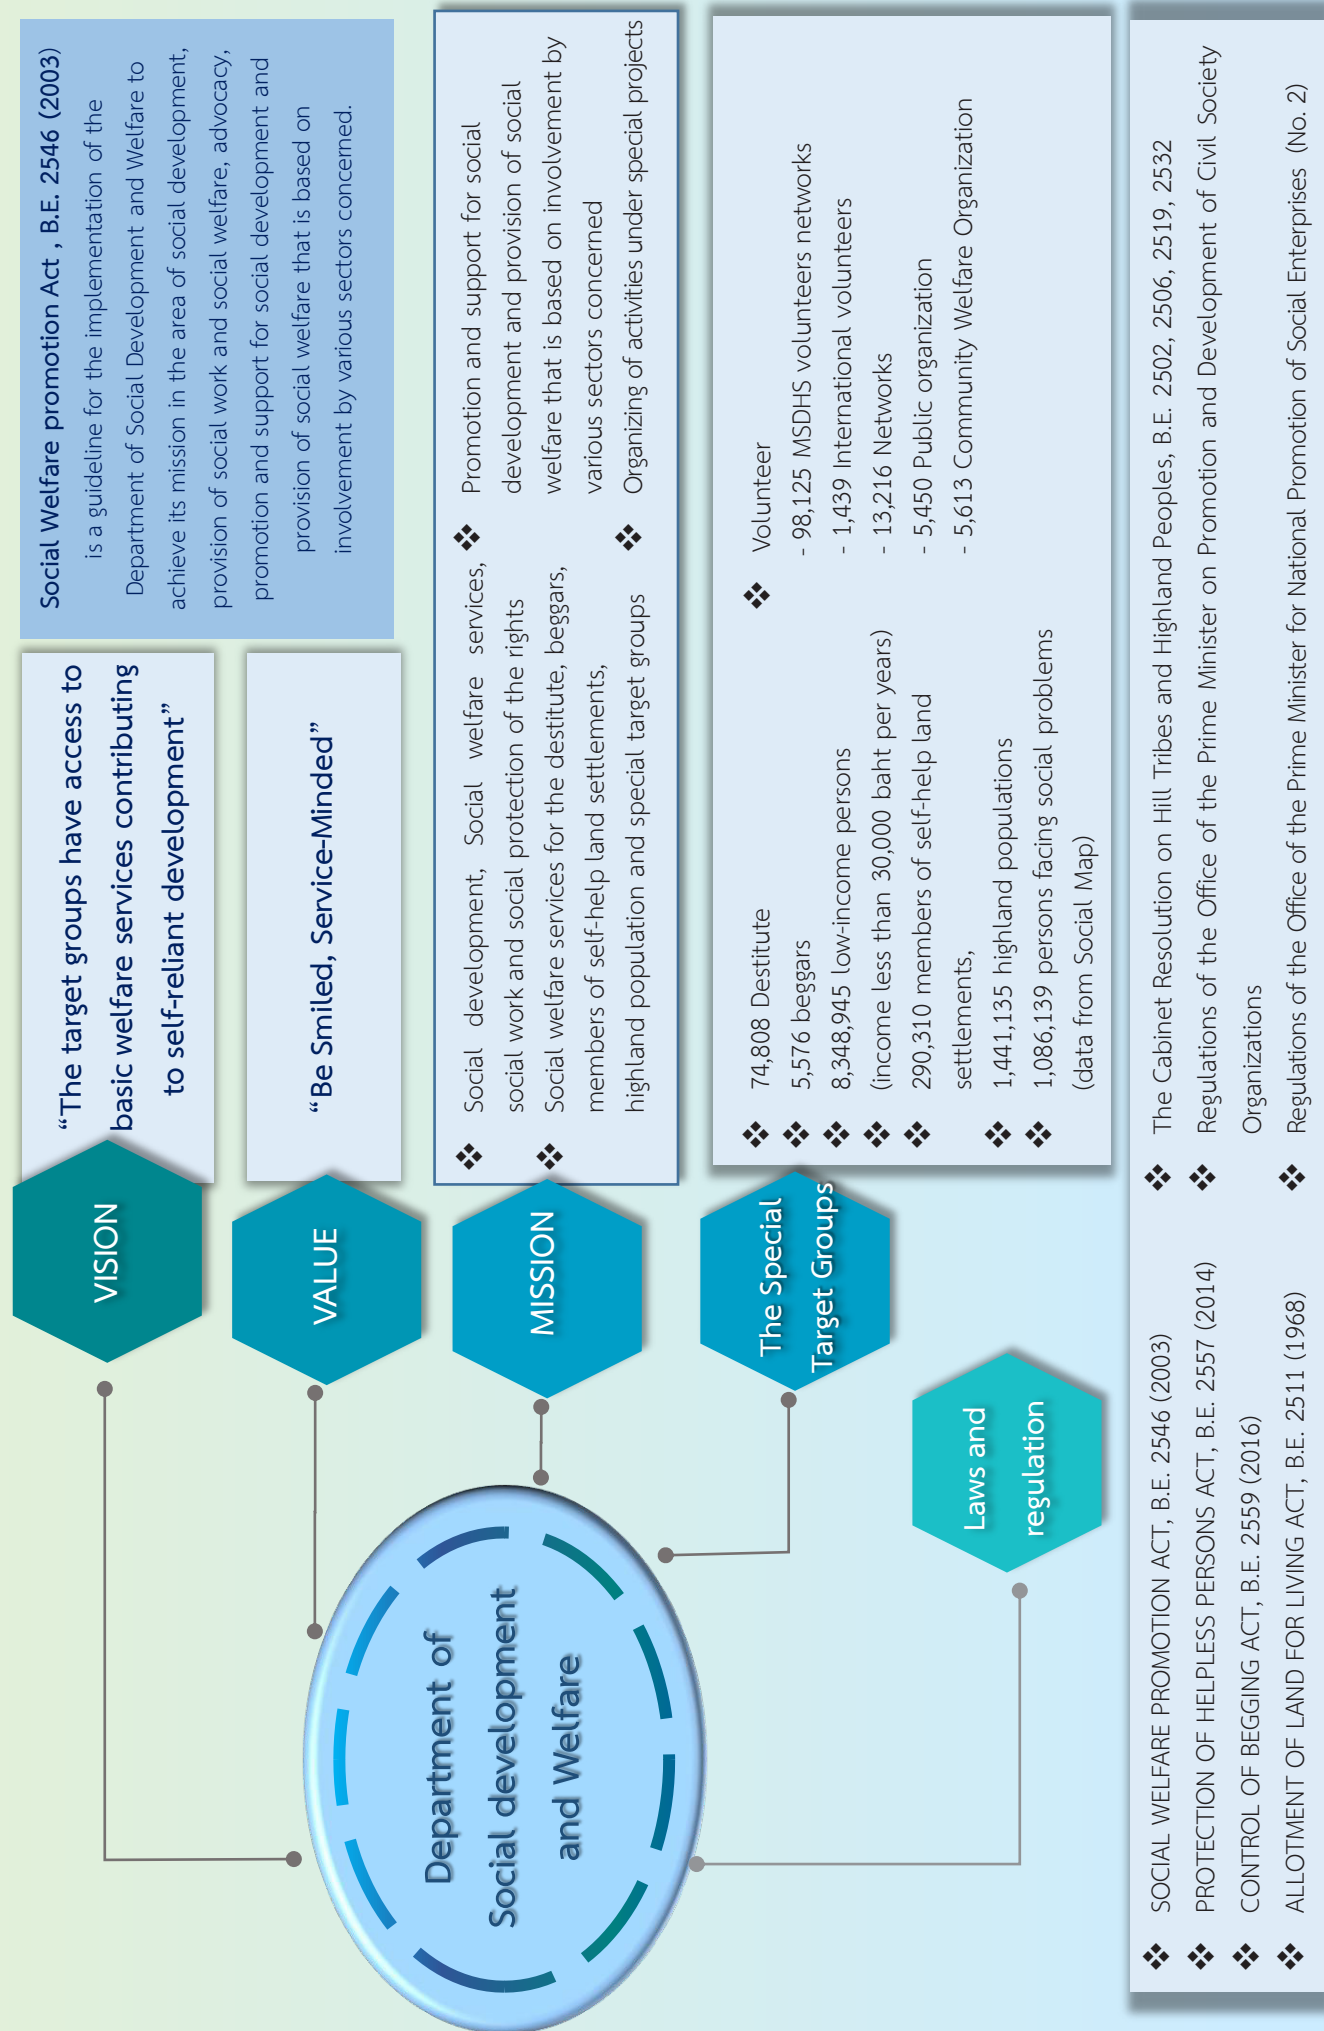 Department of
Social development
and Welfare
VISION
“The target groups have access to
basic welfare services contributing
to self-reliant development”
Social Welfare promotion Act , B.E. 2546 (2003)
is a guideline for the implementation of the
Department of Social Development and Welfare to
achieve its mission in the area of social development,
provision of social work and social welfare, advocacy,
promotion and support for social development and
provision of social welfare that is based on
involvement by various sectors concerned.
VALUE
“Be Smiled, Service-Minded”
MISSION
❖ Social development, Social welfare services,
social work and social protection of the rights
❖ Social welfare services for the destitute, beggars,
members of self-help land settlements,
highland population and special target groups
❖ Promotion and support for social
development and provision of social
welfare that is based on involvement by
various sectors concerned
❖ Organizing of activities under special projects
The Special
Target Groups
❖ 74,808 Destitute
❖ 5,576 beggars
❖ 8,348,945 low-income persons
❖ (income less than 30,000 baht per years)
❖ 290,310 members of self-help land
settlements,
❖ 1,441,135 highland populations
❖ 1,086,139 persons facing social problems
(data from Social Map)
❖ Volunteer
- 98,125 MSDHS volunteers networks
- 1,439 International volunteers
- 13,216 Networks
- 5,450 Public organization
- 5,613 Community Welfare Organization
Laws and
regulation
❖ SOCIAL WELFARE PROMOTION ACT, B.E. 2546 (2003)
❖ PROTECTION OF HELPLESS PERSONS ACT, B.E. 2557 (2014)
❖ CONTROL OF BEGGING ACT, B.E. 2559 (2016)
❖ ALLOTMENT OF LAND FOR LIVING ACT, B.E. 2511 (1968)
❖ The Cabinet Resolution on Hill Tribes and Highland Peoples, B.E. 2502, 2506, 2519, 2532
❖ Regulations of the Office of the Prime Minister on Promotion and Development of Civil Society
Organizations
❖ Regulations of the Office of the Prime Minister for National Promotion of Social Enterprises (No. 2)